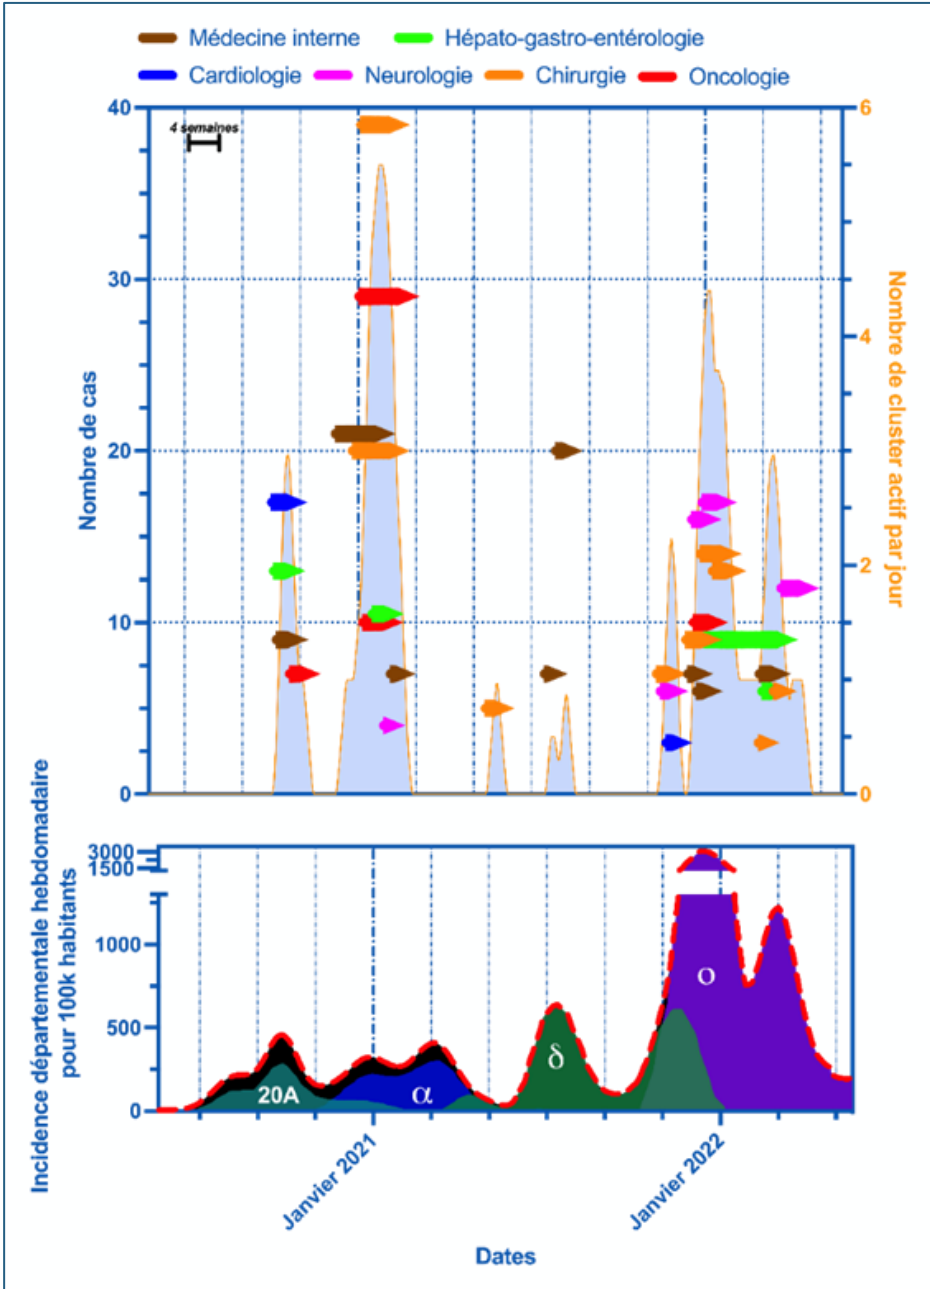 Médecine interne Hépato-gastro-entérologie
Cardiologie Neurologie Chirurgie Oncologie
40 6
4 semaines
30
4
20
2
10
0 0
Nombre de cas
Nombre de cluster actif par jour
3000
1500
1000
500
0
Incidence départementale hebdomadaire
pour 100k habitants
20A α δ ο
Janvier 2021 Janvier 2022
Dates